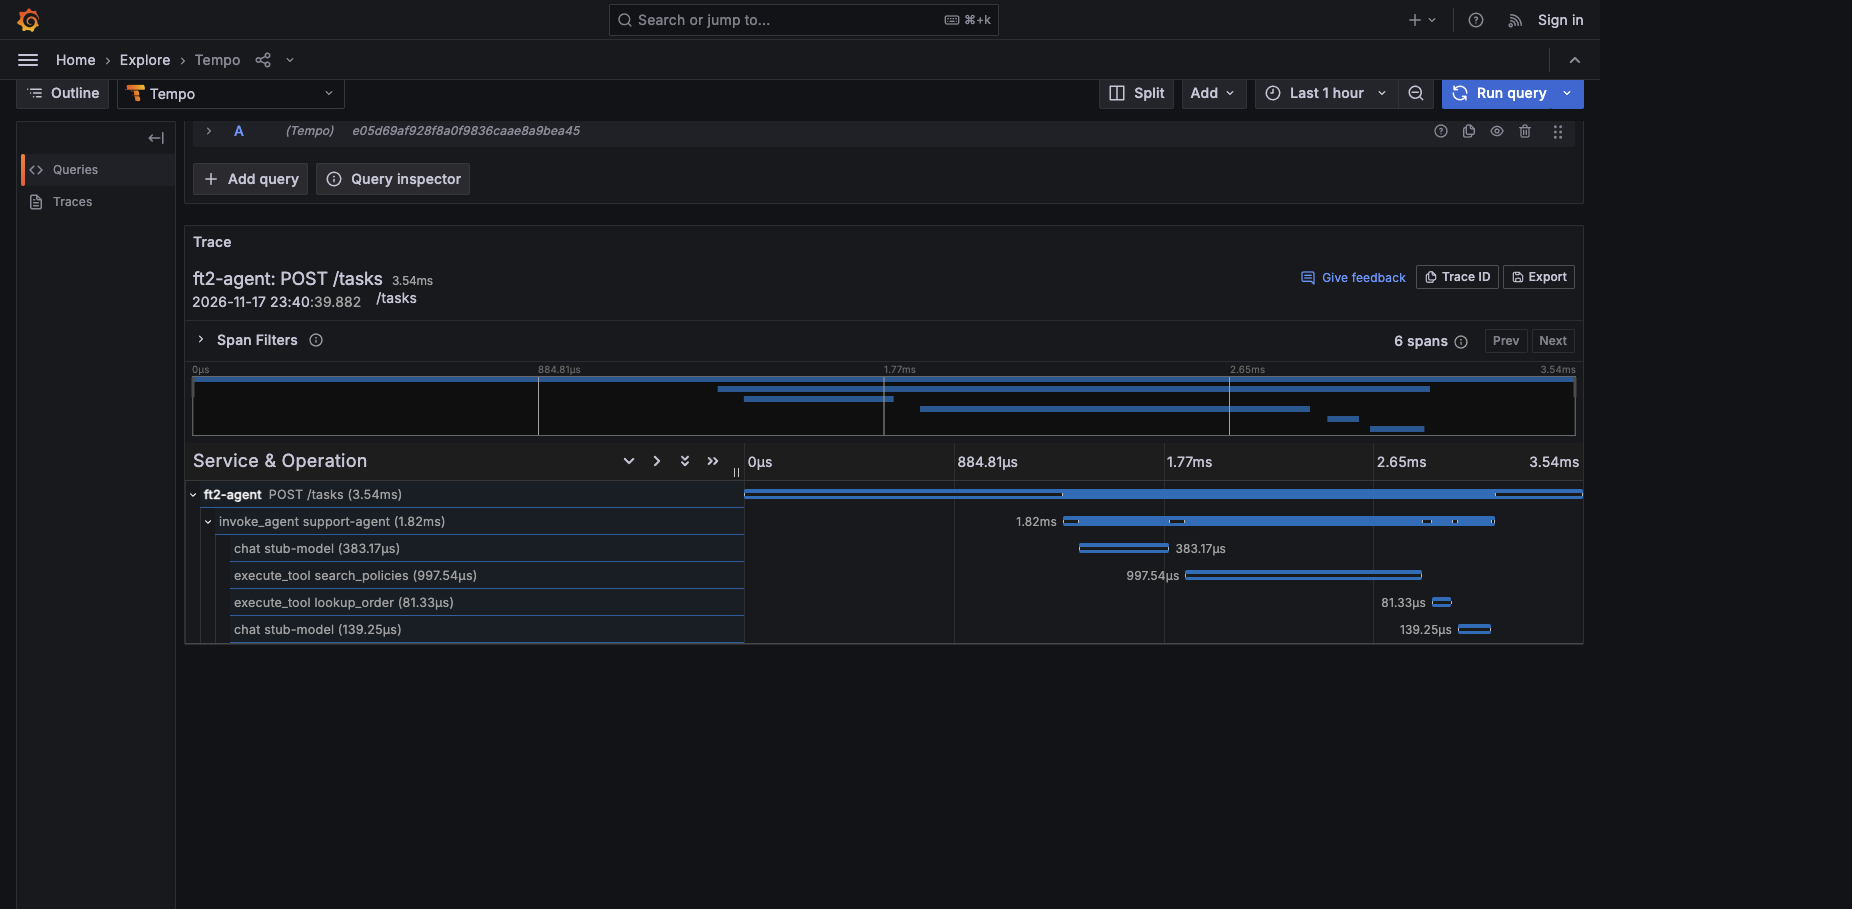 Search or jump to...
⌘+k
Sign in
Home › Explore › Tempo
Outline
Tempo
Split
Add
Last 1 hour
Run query
A (Tempo) e05d69af928f8a0f9836caae8a9bea45
Queries
Add query
Query inspector
Traces
Trace
ft2-agent: POST /tasks 3.54ms
Give feedback
Trace ID
Export
2026-11-17 23:40:39.882 /tasks
Span Filters
6 spans
Prev
Next
0µs 884.81µs 1.77ms 2.65ms 3.54ms
Service & Operation
0µs 884.81µs 1.77ms 2.65ms 3.54ms
ft2-agent POST /tasks (3.54ms)
invoke_agent support-agent (1.82ms) 1.82ms
chat stub-model (383.17µs) 383.17µs
execute_tool search_policies (997.54µs) 997.54µs
execute_tool lookup_order (81.33µs) 81.33µs
chat stub-model (139.25µs) 139.25µs